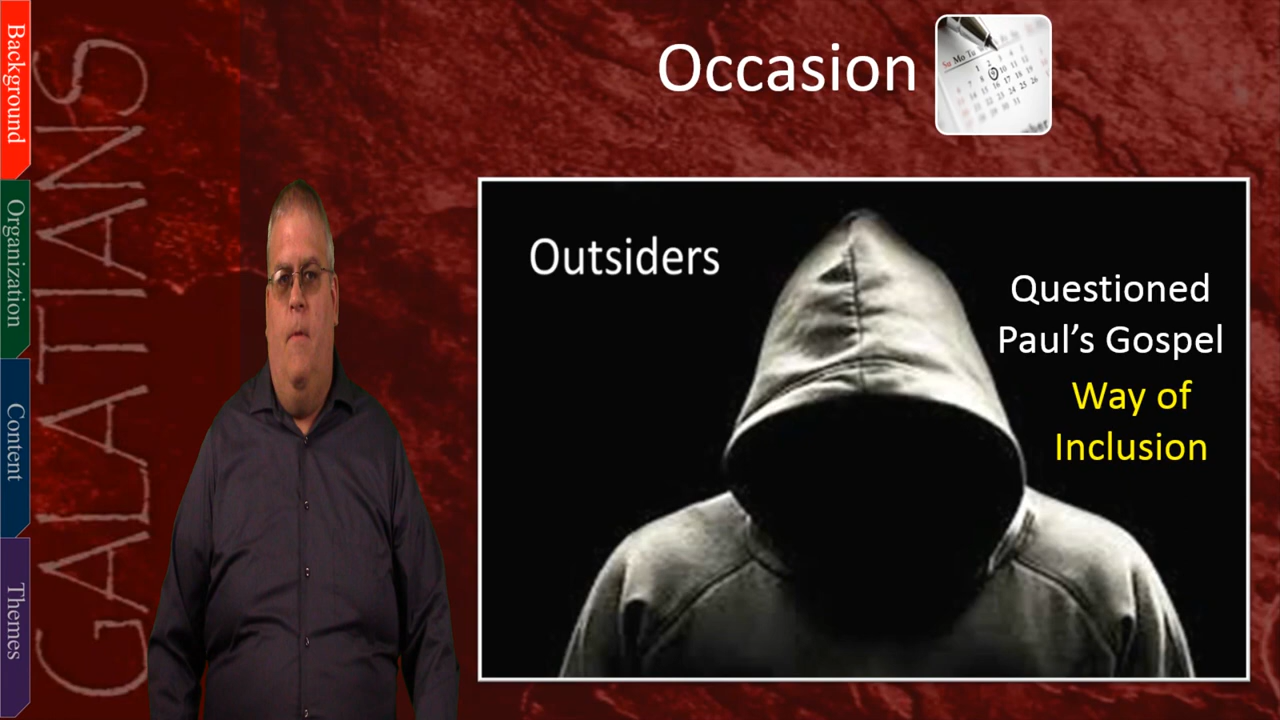 Background
Organization
Content
Themes
GALATIANS
Occasion
Outsiders
Questioned
Paul’s Gospel
Way of
Inclusion